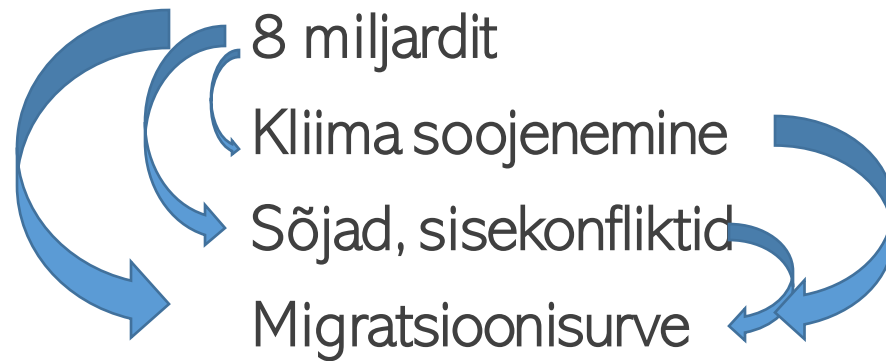 8 miljardit
Kliima soojenemine
Sõjad, sisekonfliktid
Migratsioonisurve